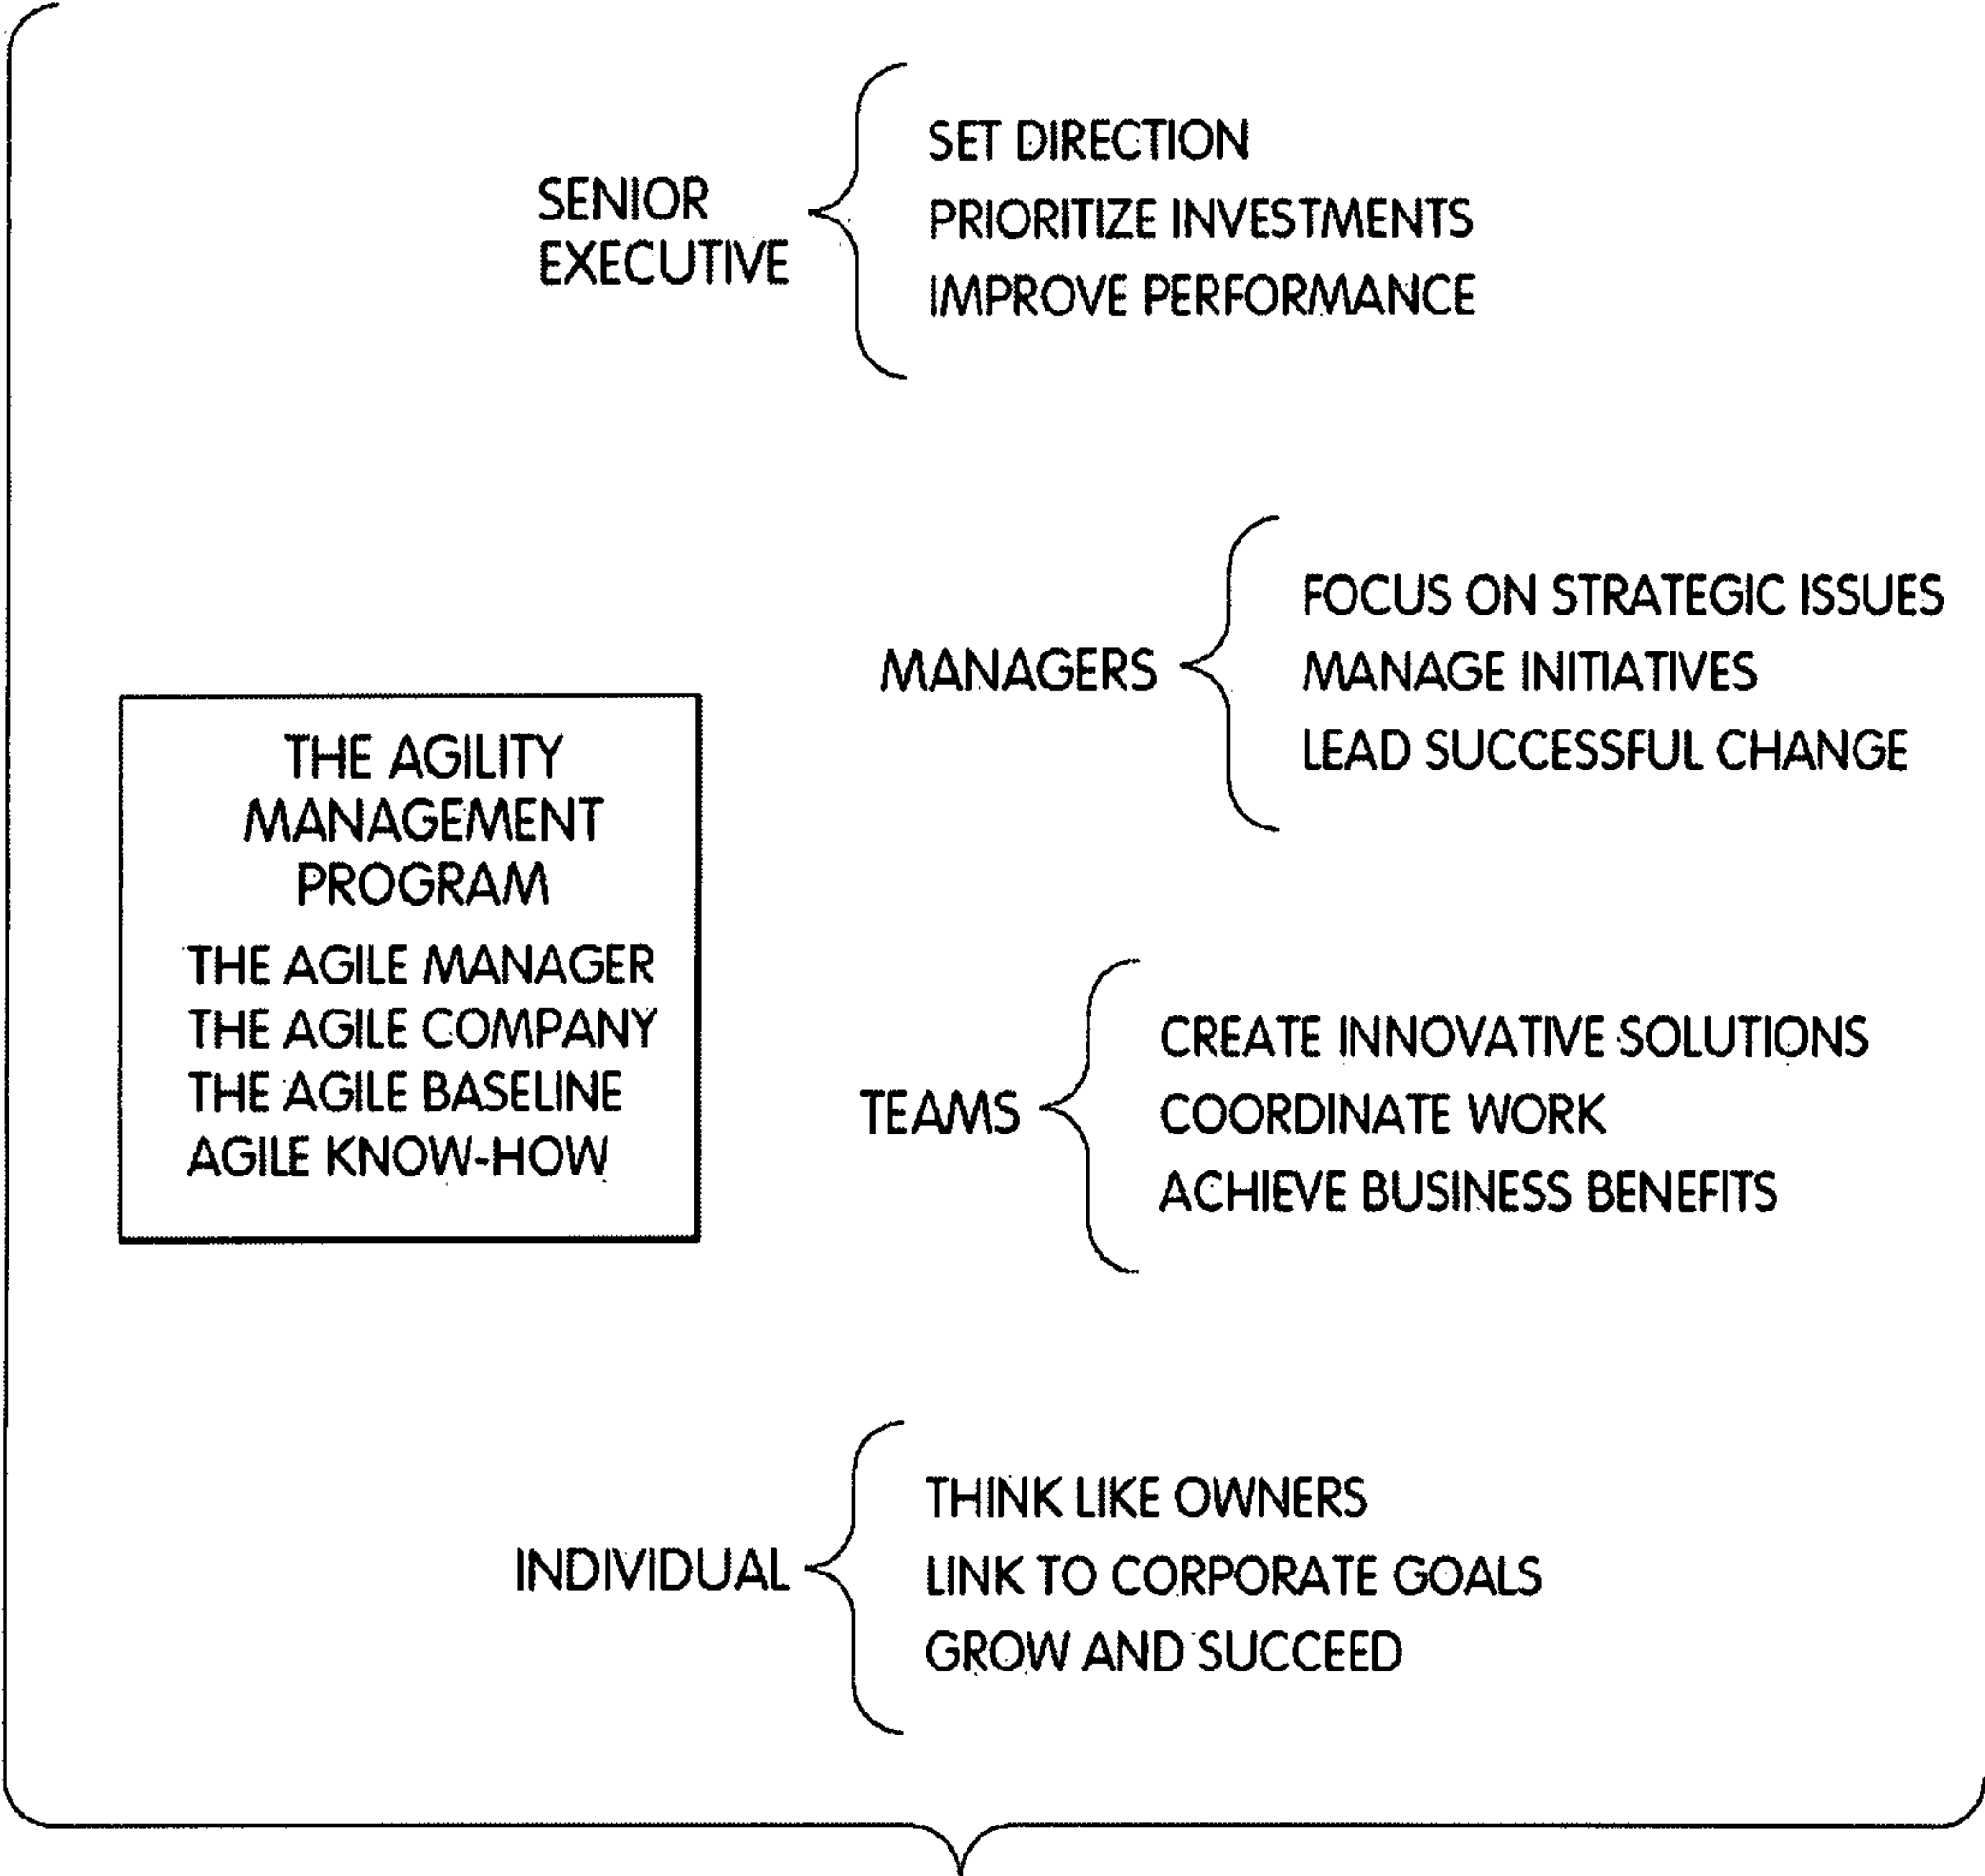 SENIOR
EXECUTIVE
SET DIRECTION
PRIORITIZE INVESTMENTS
IMPROVE PERFORMANCE
MANAGERS
FOCUS ON STRATEGIC ISSUES
MANAGE INITIATIVES
LEAD SUCCESSFUL CHANGE
THE AGILITY
MANAGEMENT
PROGRAM
THE AGILE MANAGER
THE AGILE COMPANY
THE AGILE BASELINE
AGILE KNOW-HOW
TEAMS
CREATE INNOVATIVE SOLUTIONS
COORDINATE WORK
ACHIEVE BUSINESS BENEFITS
INDIVIDUAL
THINK LIKE OWNERS
LINK TO CORPORATE GOALS
GROW AND SUCCEED